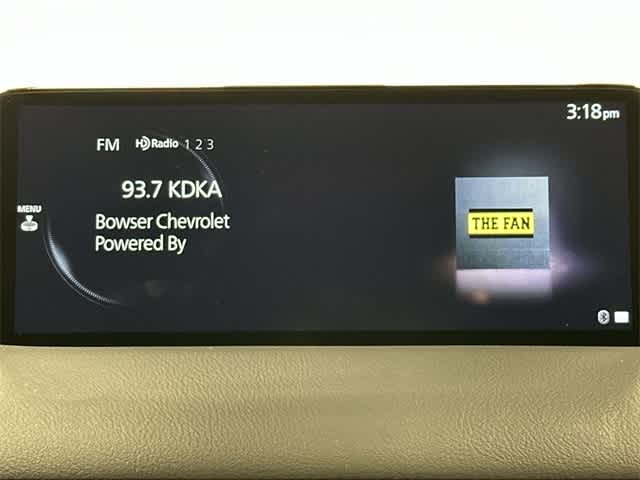 3:18pm
FM HD Radio 1 2 3
93.7 KDKA
MENU
Bowser Chevrolet
Powered By
THE FAN